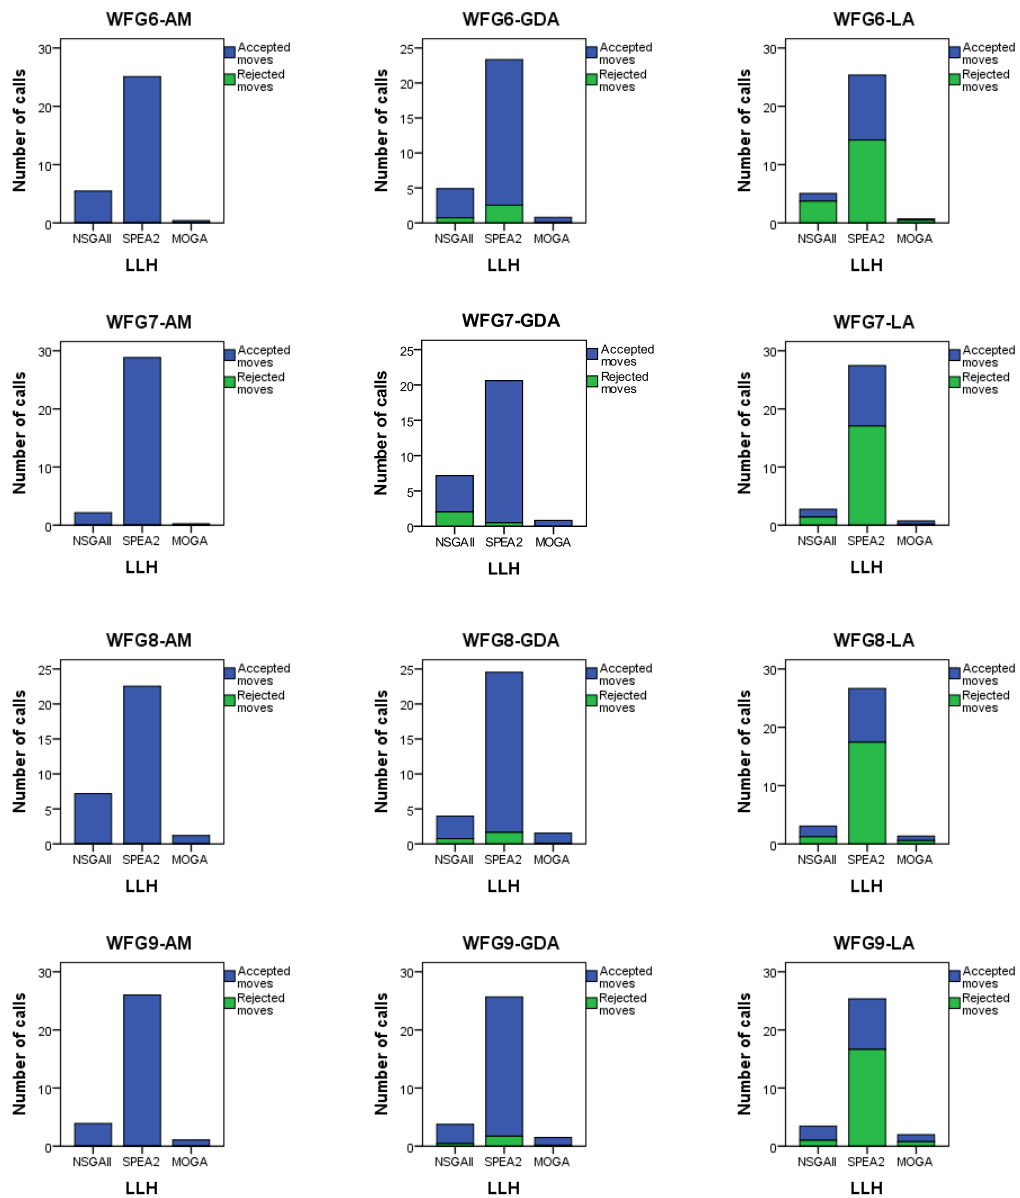 WFG6-AM
Number of calls
30
20
10
0
NSGAII SPEA2 MOGA
LLH
Accepted
moves
Rejected
moves
WFG6-GDA
Number of calls
25
20
15
10
5
0
NSGAII SPEA2 MOGA
LLH
Accepted
moves
Rejected
moves
WFG6-LA
Number of calls
30
20
10
0
NSGAII SPEA2 MOGA
LLH
Accepted
moves
Rejected
moves
WFG7-AM
Number of calls
30
20
10
0
NSGAII SPEA2 MOGA
LLH
Accepted
moves
Rejected
moves
WFG7-GDA
Number of calls
25
20
15
10
5
0
NSGAII SPEA2 MOGA
LLH
Accepted
moves
Rejected
moves
WFG7-LA
Number of calls
30
20
10
0
NSGAII SPEA2 MOGA
LLH
Accepted
moves
Rejected
moves
WFG8-AM
Number of calls
25
20
15
10
5
0
NSGAII SPEA2 MOGA
LLH
Accepted
moves
Rejected
moves
WFG8-GDA
Number of calls
25
20
15
10
5
0
NSGAII SPEA2 MOGA
LLH
Accepted
moves
Rejected
moves
WFG8-LA
Number of calls
30
20
10
0
NSGAII SPEA2 MOGA
LLH
Accepted
moves
Rejected
moves
WFG9-AM
Number of calls
30
20
10
0
NSGAII SPEA2 MOGA
LLH
Accepted
moves
Rejected
moves
WFG9-GDA
Number of calls
30
20
10
0
NSGAII SPEA2 MOGA
LLH
Accepted
moves
Rejected
moves
WFG9-LA
Number of calls
30
20
10
0
NSGAII SPEA2 MOGA
LLH
Accepted
moves
Rejected
moves